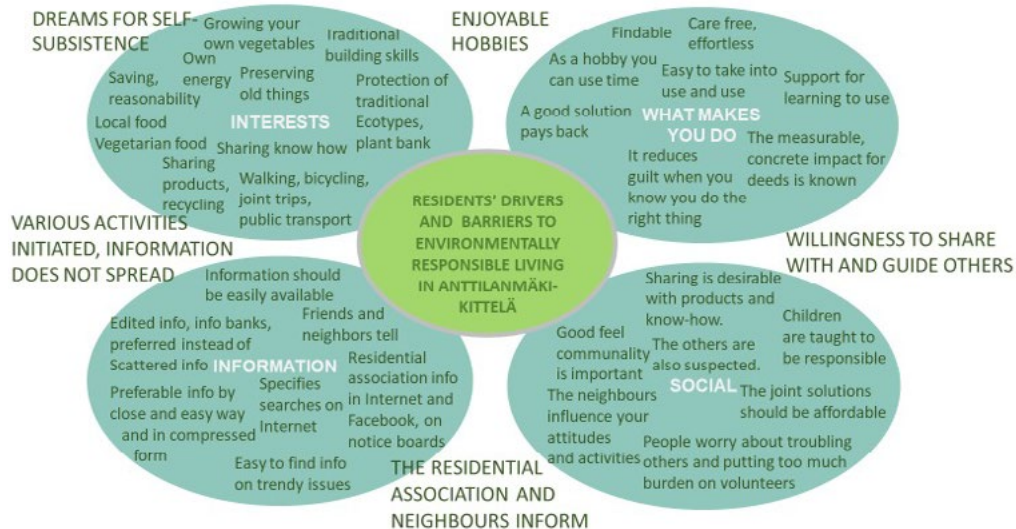 DREAMS FOR SELF-
SUBSISTENCE
Growing your
own vegetables
Traditional
building skills
Own
energy
Saving,
reasonability
Preserving
old things
Protection of
traditional
Ecotypes,
plant bank
Local food
INTERESTS
Vegetarian food
Sharing know how
Sharing
products,
recycling
Walking, bicycling,
joint trips,
public transport
ENJOYABLE
HOBBIES
Findable
Care free,
effortless
As a hobby you
can use time
Easy to take into
use and use
Support for
learning to use
A good solution
pays back
WHAT MAKES
YOU DO
The measurable,
concrete impact for
deeds is known
It reduces
guilt when you
know you do the
right thing
RESIDENTS' DRIVERS
AND BARRIERS TO
ENVIRONMENTALLY
RESPONSIBLE LIVING
IN ANTTILANMÄKI-
KITTELÄ
VARIOUS ACTIVITIES
INITIATED, INFORMATION
DOES NOT SPREAD
Information should
be easily available
Edited info, info banks,
preferred instead of
Scattered info
Friends and
neighbors tell
INFORMATION
Residential
association info
in Internet and
Facebook, on
notice boards
Preferable info by
close and easy way
and in compressed
form
Specifies
searches on
Internet
Easy to find info
on trendy issues
WILLINGNESS TO SHARE
WITH AND GUIDE OTHERS
Sharing is desirable
with products and
know-how.
Children
are taught to
be responsible
Good feel
communality
is important
The others are
also suspected.
SOCIAL
The joint solutions
should be affordable
The neighbours
influence your
attitudes
and activities
People worry about troubling
others and putting too much
burden on volunteers
THE RESIDENTIAL
ASSOCIATION AND
NEIGHBOURS INFORM